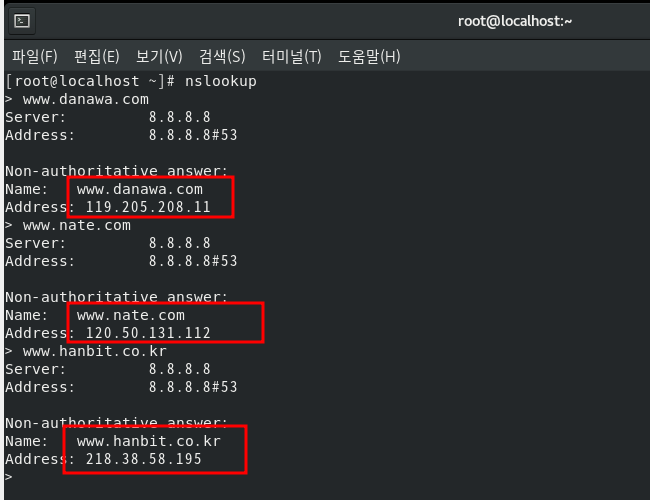 root@localhost:~
파일(F) 편집(E) 보기(V) 검색(S) 터미널(T) 도움말(H)
[root@localhost ~]# nslookup
> www.danawa.com
Server: 8.8.8.8
Address: 8.8.8.8#53
Non-authoritative answer:
Name: www.danawa.com
Address: 119.205.208.11
> www.nate.com
Server: 8.8.8.8
Address: 8.8.8.8#53
Non-authoritative answer:
Name: www.nate.com
Address: 120.50.131.112
> www.hanbit.co.kr
Server: 8.8.8.8
Address: 8.8.8.8#53
Non-authoritative answer:
Name: www.hanbit.co.kr
Address: 218.38.58.195
>